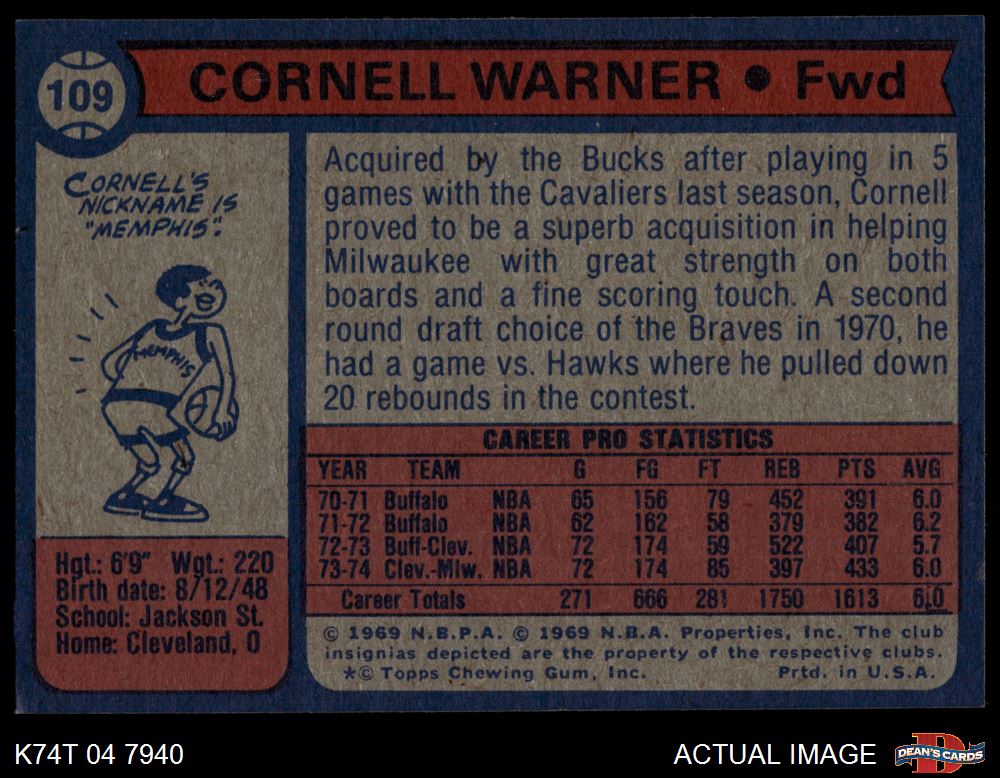 109
CORNELL WARNER ● Fwd
CORNELL'S
NICKNAME IS
"MEMPHIS".
MEMPHIS
Acquired by the Bucks after playing in 5
games with the Cavaliers last season, Cornell
proved to be a superb acquisition in helping
Milwaukee with great strength on both
boards and a fine scoring touch. A second
round draft choice of the Braves in 1970, he
had a game vs. Hawks where he pulled down
20 rebounds in the contest.
Hgt.: 6'9" Wgt.: 220
Birth date: 8/12/48
School: Jackson St.
Home: Cleveland, O
CAREER PRO STATISTICS
YEAR TEAM G FG FT REB PTS AVG
70-71 Buffalo NBA 65 156 79 452 391 6.0
71-72 Buffalo NBA 62 162 58 379 382 6.2
72-73 Buff-Clev. NBA 72 174 59 522 407 5.7
73-74 Clev.-Mlw. NBA 72 174 85 397 433 6.0
Career Totals 271 666 281 1750 1613 6.0
© 1969 N.B.P.A. © 1969 N.B.A. Properties, Inc. The club
insignias depicted are the property of the respective clubs.
*© Topps Chewing Gum, Inc. Prtd. in U.S.A.
K74T 04 7940
ACTUAL IMAGE
DEAN'S CARDS